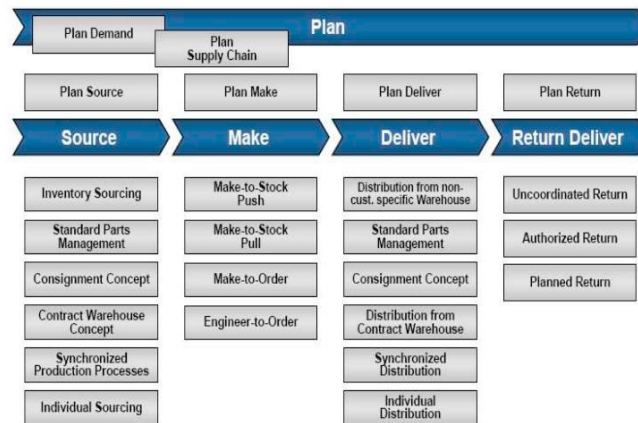 Plan
Plan Demand
Plan
Supply Chain
Plan Source
Plan Make
Plan Deliver
Plan Return
Source
Make
Deliver
Return Deliver
Inventory Sourcing
Standard Parts
Management
Consignment Concept
Contract Warehouse
Concept
Synchronized
Production Processes
Individual Sourcing
Make-to-Stock
Push
Make-to-Stock
Pull
Make-to-Order
Engineer-to-Order
Distribution from non-
cust. specific Warehouse
Standard Parts
Management
Consignment Concept
Distribution from
Contract Warehouse
Synchronized
Distribution
Individual
Distribution
Uncoordinated Return
Authorized Return
Planned Return